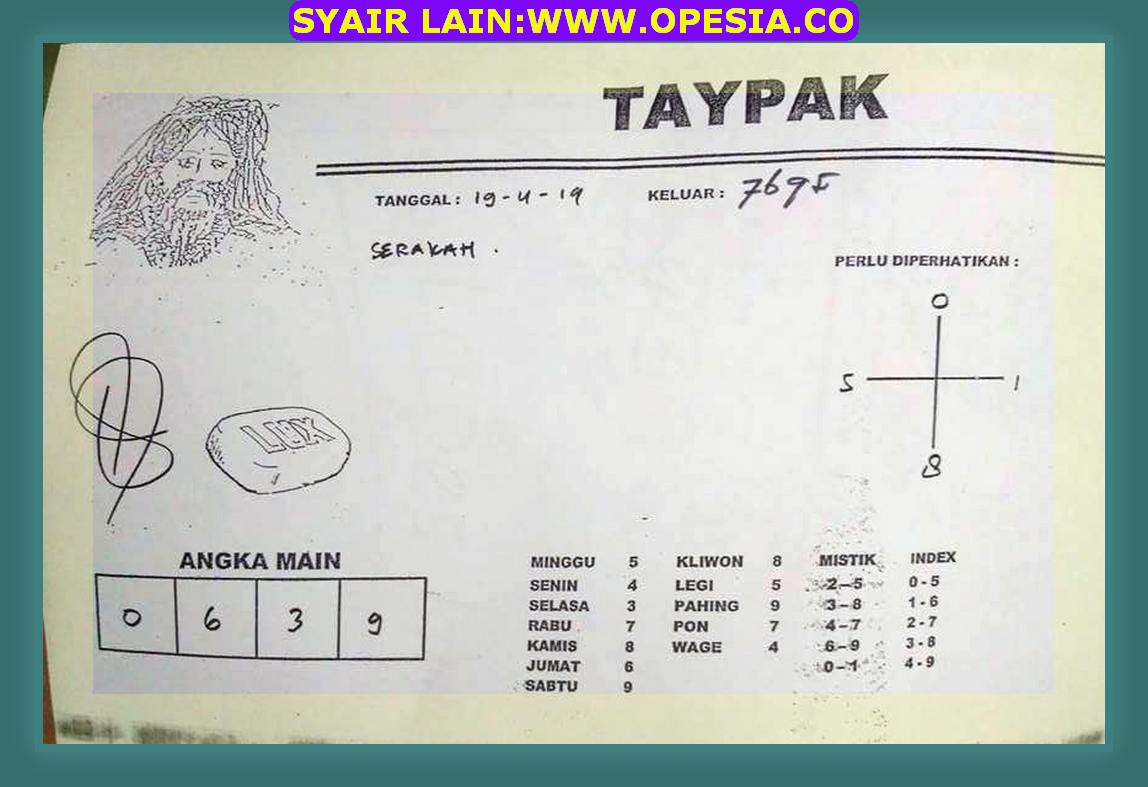 SYAIR LAIN:WWW.OPESIA.CO
TAYPAK
TANGGAL : 19-4-19 KELUAR : 7695
SERAKAH .
PERLU DIPERHATIKAN :
0
5 1
8
LUX
ANGKA MAIN
0 6 3 9
MINGGU 5 KLIWON 8 MISTIK INDEX
SENIN 4 LEGI 5 2-5 0-5
SELASA 3 PAHING 9 3-8 1-6
RABU 7 PON 7 4-7 2-7
KAMIS 8 WAGE 4 6-9 3-8
JUMAT 6 0-1 4-9
SABTU 9